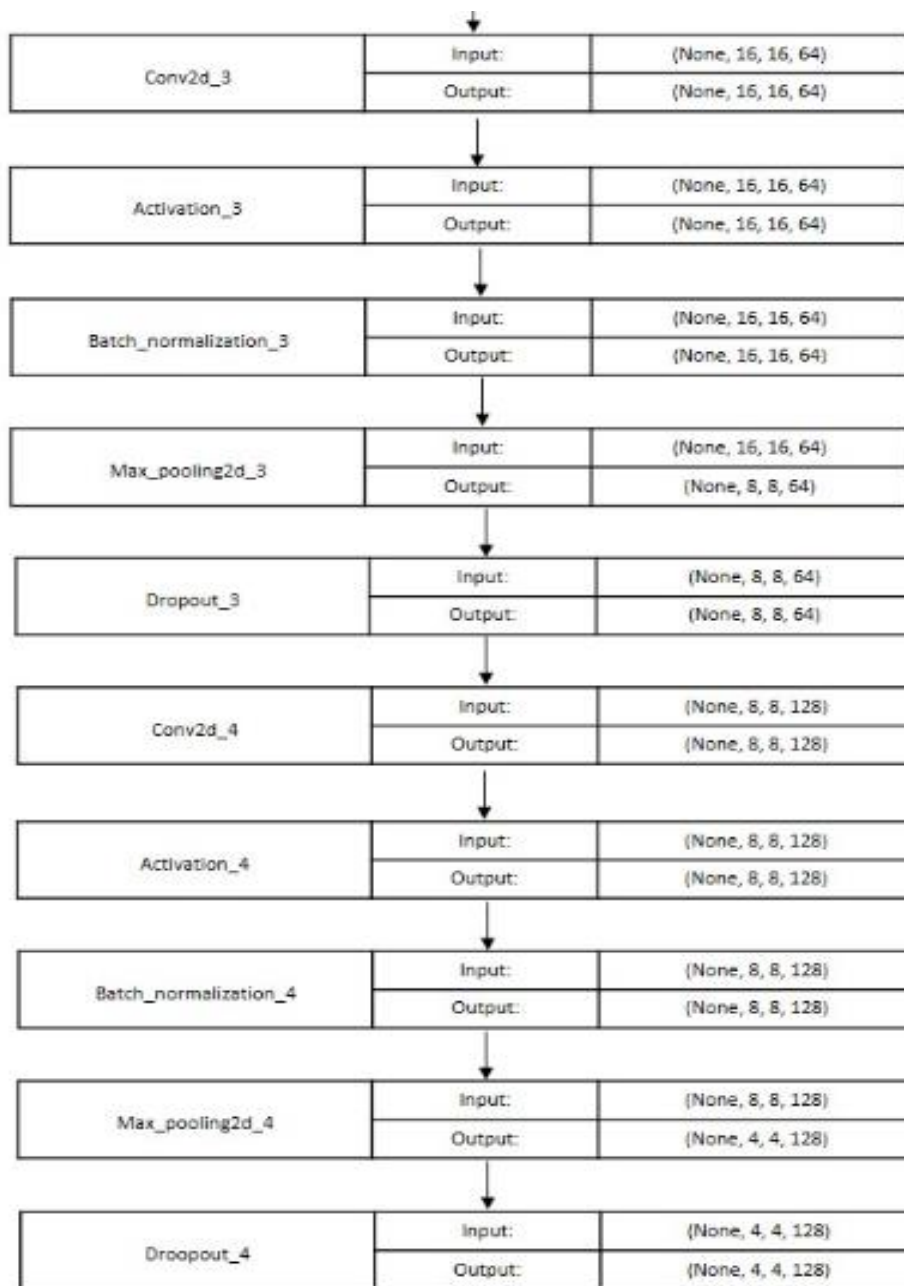 Conv2d_3
Input: (None, 16, 16, 64)
Output: (None, 16, 16, 64)
Activation_3
Input: (None, 16, 16, 64)
Output: (None, 16, 16, 64)
Batch_normalization_3
Input: (None, 16, 16, 64)
Output: (None, 16, 16, 64)
Max_pooling2d_3
Input: (None, 16, 16, 64)
Output: (None, 8, 8, 64)
Dropout_3
Input: (None, 8, 8, 64)
Output: (None, 8, 8, 64)
Conv2d_4
Input: (None, 8, 8, 128)
Output: (None, 8, 8, 128)
Activation_4
Input: (None, 8, 8, 128)
Output: (None, 8, 8, 128)
Batch_normalization_4
Input: (None, 8, 8, 128)
Output: (None, 8, 8, 128)
Max_pooling2d_4
Input: (None, 8, 8, 128)
Output: (None, 4, 4, 128)
Droopout_4
Input: (None, 4, 4, 128)
Output: (None, 4, 4, 128)